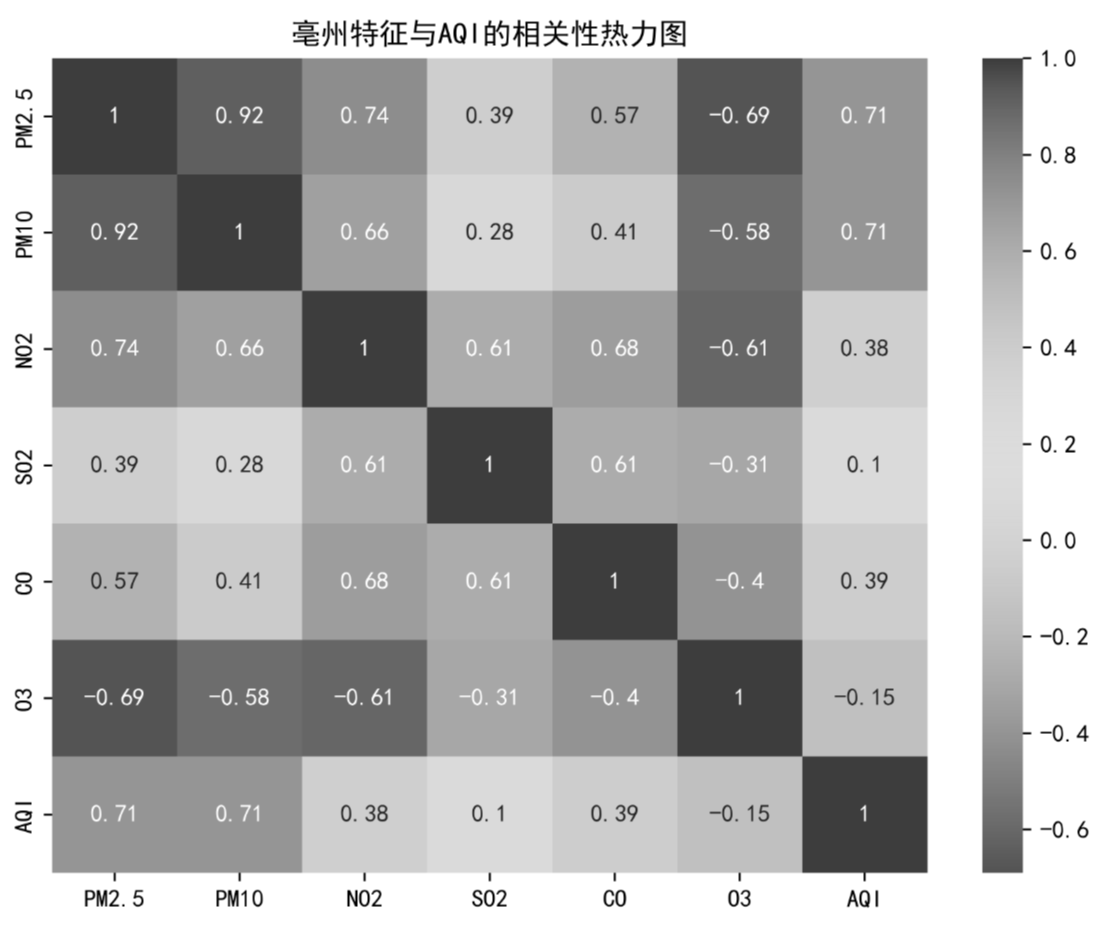 亳州特征与AQI的相关性热力图
PM2.5 1 0.92 0.74 0.39 0.57 -0.69 0.71
PM10 0.92 1 0.66 0.28 0.41 -0.58 0.71
NO2 0.74 0.66 1 0.61 0.68 -0.61 0.38
SO2 0.39 0.28 0.61 1 0.61 -0.31 0.1
CO 0.57 0.41 0.68 0.61 1 -0.4 0.39
O3 -0.69 -0.58 -0.61 -0.31 -0.4 1 -0.15
AQI 0.71 0.71 0.38 0.1 0.39 -0.15 1
PM2.5 PM10 NO2 SO2 CO O3 AQI
1.0
0.8
0.6
0.4
0.2
0.0
-0.2
-0.4
-0.6